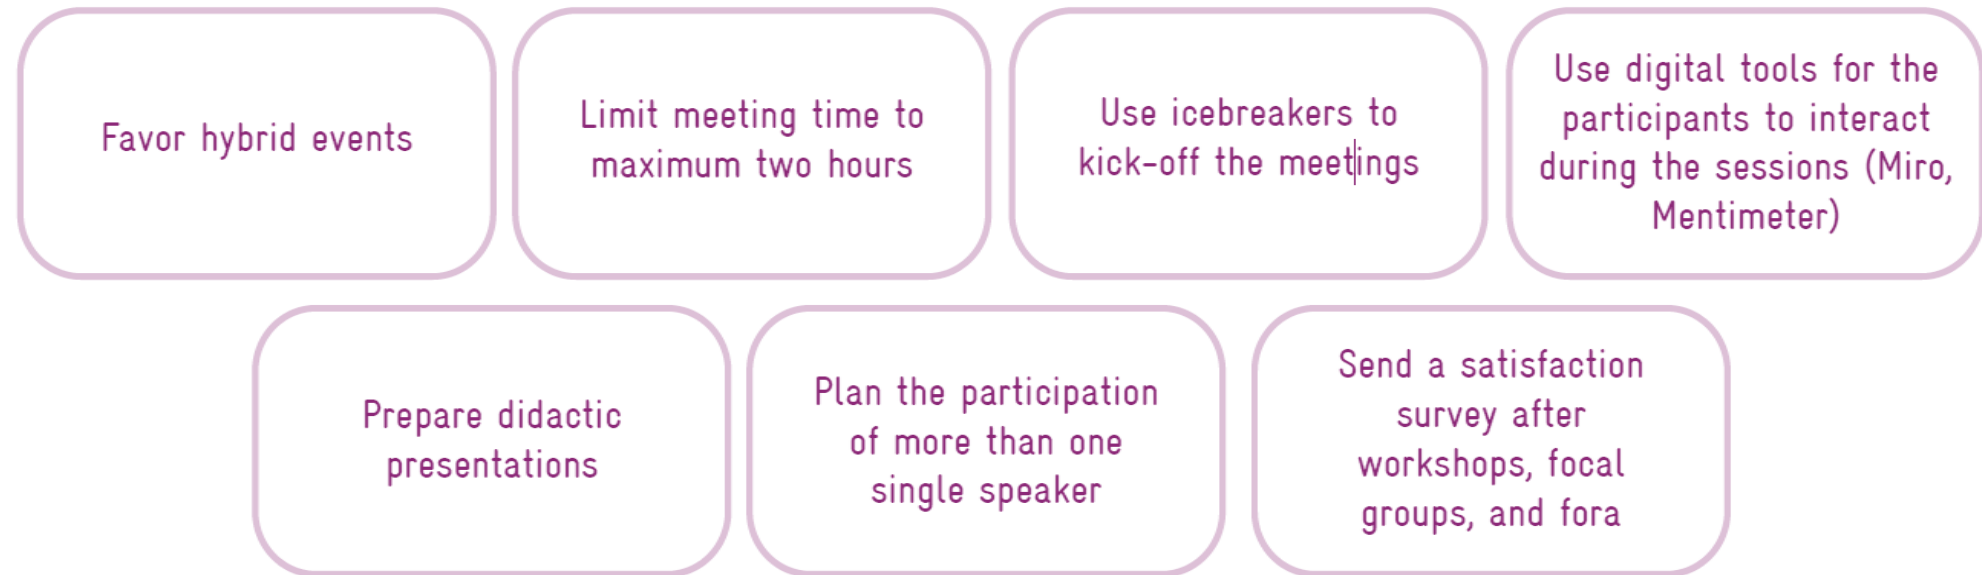 Favor hybrid events
Limit meeting time to
maximum two hours
Use icebreakers to
kick-off the meetings
Use digital tools for the
participants to interact
during the sessions (Miro,
Mentimeter)
Prepare didactic
presentations
Plan the participation
of more than one
single speaker
Send a satisfaction
survey after
workshops, focal
groups, and fora